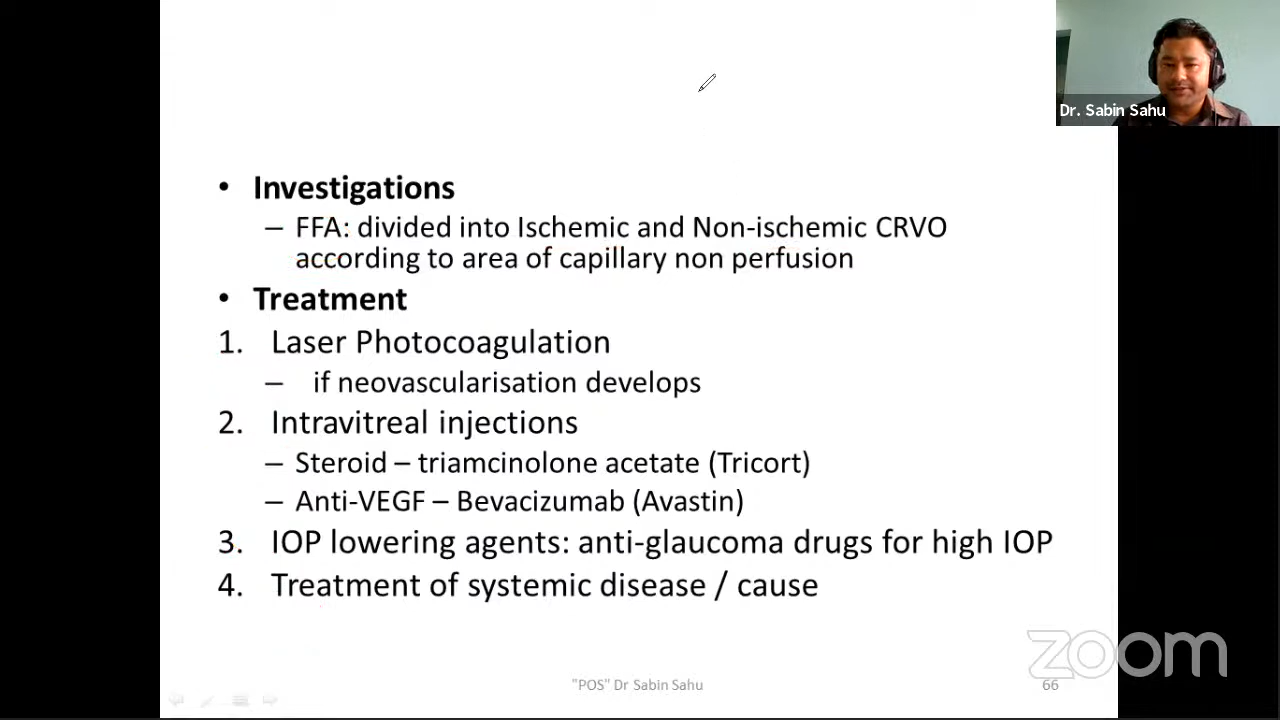 Dr. Sabin Sahu
• Investigations
– FFA: divided into Ischemic and Non-ischemic CRVO
according to area of capillary non perfusion
• Treatment
1. Laser Photocoagulation
– if neovascularisation develops
2. Intravitreal injections
– Steroid – triamcinolone acetate (Tricort)
– Anti-VEGF – Bevacizumab (Avastin)
3. IOP lowering agents: anti-glaucoma drugs for high IOP
4. Treatment of systemic disease / cause
zoom
"POS" Dr Sabin Sahu
66